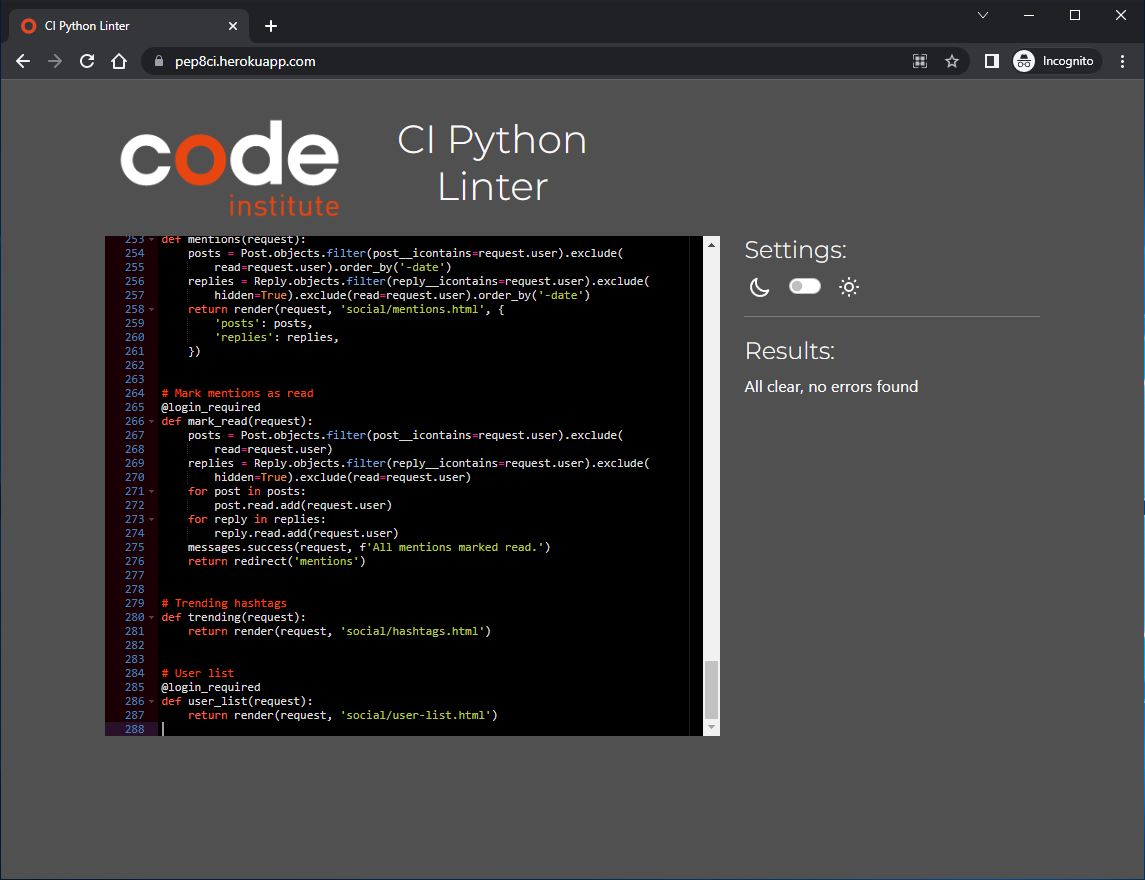 CI Python Linter
pep8ci.herokuapp.com
Incognito
code
institute
CI Python
Linter
253 def mentions(request):
254     posts = Post.objects.filter(post__icontains=request.user).exclude(
255         read=request.user).order_by('-date')
256     replies = Reply.objects.filter(reply__icontains=request.user).exclude(
257         hidden=True).exclude(read=request.user).order_by('-date')
258     return render(request, 'social/mentions.html', {
259         'posts': posts,
260         'replies': replies,
261     })
262
263
264 # Mark mentions as read
265 @login_required
266 def mark_read(request):
267     posts = Post.objects.filter(post__icontains=request.user).exclude(
268         read=request.user)
269     replies = Reply.objects.filter(reply__icontains=request.user).exclude(
270         hidden=True).exclude(read=request.user)
271     for post in posts:
272         post.read.add(request.user)
273     for reply in replies:
274         reply.read.add(request.user)
275     messages.success(request, f'All mentions marked read.')
276     return redirect('mentions')
277
278
279 # Trending hashtags
280 def trending(request):
281     return render(request, 'social/hashtags.html')
282
283
284 # User list
285 @login_required
286 def user_list(request):
287     return render(request, 'social/user-list.html')
288
Settings:
Results:
All clear, no errors found